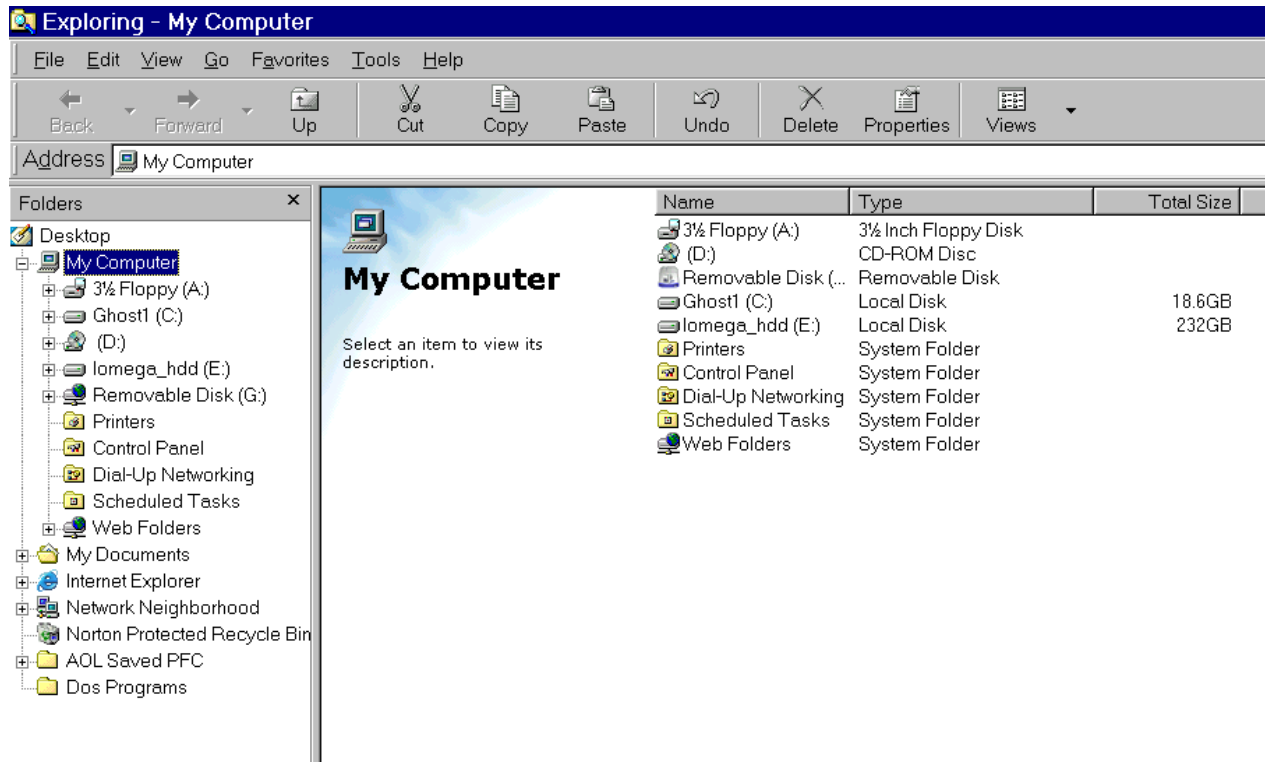 Exploring - My Computer
File Edit View Go Favorites Tools Help
Back Forward Up Cut Copy Paste Undo Delete Properties Views
Address My Computer
Folders
Desktop
My Computer
3½ Floppy (A:)
Ghost1 (C:)
(D:)
Iomega_hdd (E:)
Removable Disk (G:)
Printers
Control Panel
Dial-Up Networking
Scheduled Tasks
Web Folders
My Documents
Internet Explorer
Network Neighborhood
Norton Protected Recycle Bin
AOL Saved PFC
Dos Programs
My Computer
Select an item to view its
description.
Name Type Total Size
3½ Floppy (A:) 3½ Inch Floppy Disk
(D:) CD-ROM Disc
Removable Disk (... Removable Disk
Ghost1 (C:) Local Disk 18.6GB
Iomega_hdd (E:) Local Disk 232GB
Printers System Folder
Control Panel System Folder
Dial-Up Networking System Folder
Scheduled Tasks System Folder
Web Folders System Folder